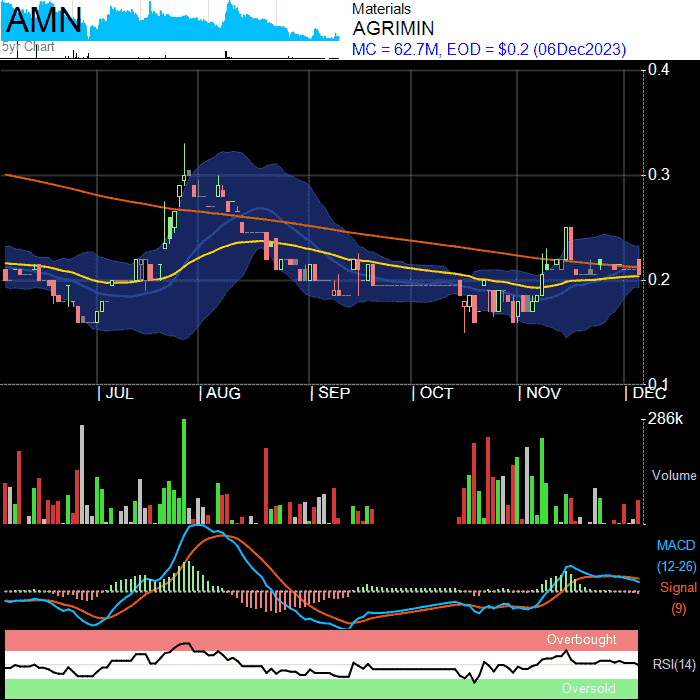 AMN
5yr Chart
Materials
AGRIMIN
MC = 62.7M, EOD = $0.2 (06Dec2023)
0.4
0.3
0.2
0.1
| JUL | AUG | SEP | OCT | NOV | DEC
286k
Volume
MACD
(12-26)
Signal
(9)
Overbought
RSI(14)
Oversold